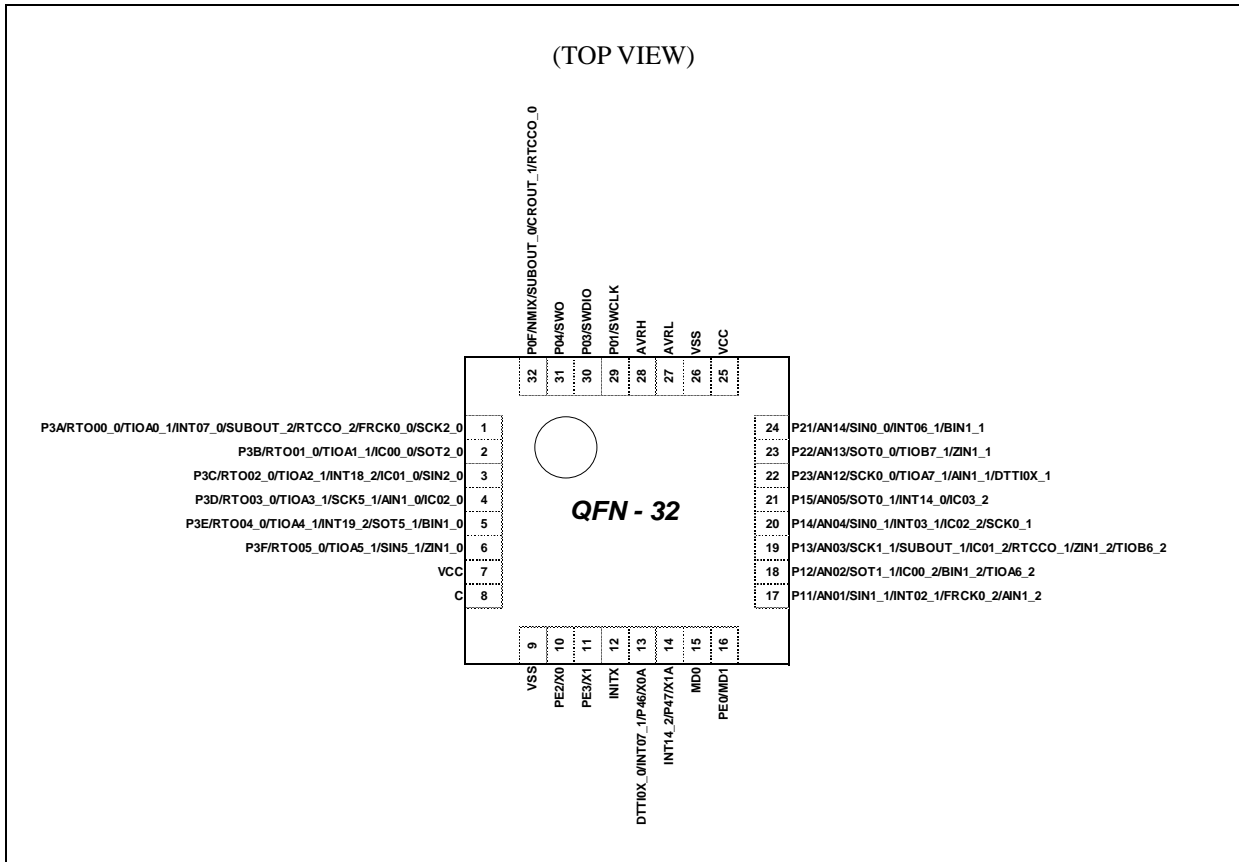 (TOP VIEW)
P0F/NMIX/SUBOUT_0/CROUT_1/RTCCO_0
P04/SWO
P03/SWDIO
P01/SWCLK
AVRH
AVRL
VSS
VCC
32
31
30
29
28
27
26
25
P3A/RTO00_0/TIOA0_1/INT07_0/SUBOUT_2/RTCCO_2/FRCK0_0/SCK2_0 1
P3B/RTO01_0/TIOA1_1/IC00_0/SOT2_0 2
P3C/RTO02_0/TIOA2_1/INT18_2/IC01_0/SIN2_0 3
P3D/RTO03_0/TIOA3_1/SCK5_1/AIN1_0/IC02_0 4
P3E/RTO04_0/TIOA4_1/INT19_2/SOT5_1/BIN1_0 5
P3F/RTO05_0/TIOA5_1/SIN5_1/ZIN1_0 6
VCC 7
C 8
QFN - 32
24 P21/AN14/SIN0_0/INT06_1/BIN1_1
23 P22/AN13/SOT0_0/TIOB7_1/ZIN1_1
22 P23/AN12/SCK0_0/TIOA7_1/AIN1_1/DTTI0X_1
21 P15/AN05/SOT0_1/INT14_0/IC03_2
20 P14/AN04/SIN0_1/INT03_1/IC02_2/SCK0_1
19 P13/AN03/SCK1_1/SUBOUT_1/IC01_2/RTCCO_1/ZIN1_2/TIOB6_2
18 P12/AN02/SOT1_1/IC00_2/BIN1_2/TIOA6_2
17 P11/AN01/SIN1_1/INT02_1/FRCK0_2/AIN1_2
9
10
11
12
13
14
15
16
VSS
PE2/X0
PE3/X1
INITX
DTTI0X_0/INT07_1/P46/X0A
INT14_2/P47/X1A
MD0
PE0/MD1